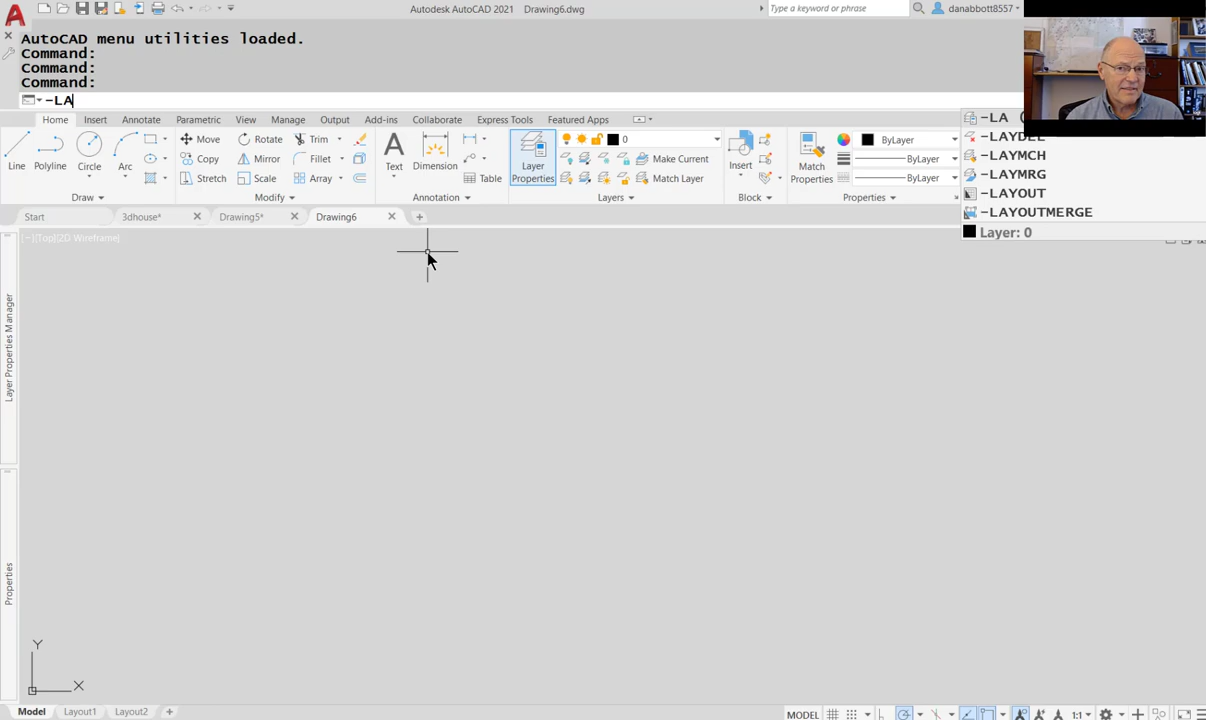 Autodesk AutoCAD 2021 Drawing6.dwg
Type a keyword or phrase
danabbott8557
AutoCAD menu utilities loaded.
Command:
Command:
Command:
-LA
-LA
-LAYDEL
-LAYMCH
-LAYMRG
-LAYOUT
-LAYOUTMERGE
Layer: 0
Home Insert Annotate Parametric View Manage Output Add-ins Collaborate Express Tools Featured Apps
Line Polyline Circle Arc
Move Rotate Trim
Copy Mirror Fillet
Stretch Scale Array
Text Dimension
Table
Layer Properties
0
Make Current
Match Layer
Insert
Match Properties
ByLayer
ByLayer
ByLayer
Draw Modify Annotation Layers Block Properties
Start 3dhouse* Drawing5* Drawing6
[−][Top][2D Wireframe]
Layer Properties Manager
Properties
Y
X
Model Layout1 Layout2
MODEL
1:1